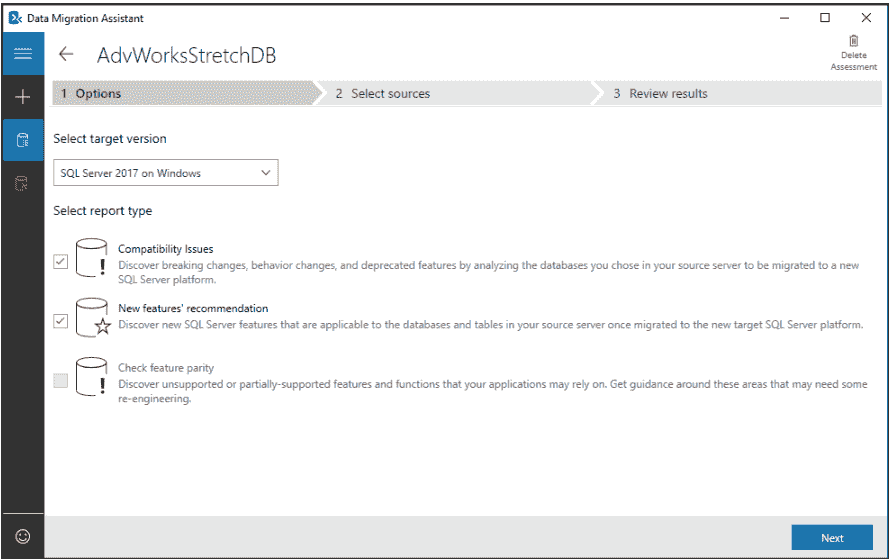 Data Migration Assistant
AdvWorksStretchDB
Delete
Assessment
1 Options
2 Select sources
3 Review results
Select target version
SQL Server 2017 on Windows
Select report type
Compatibility Issues
Discover breaking changes, behavior changes, and deprecated features by analyzing the databases you chose in your source server to be migrated to a new
SQL Server platform.
New features' recommendation
Discover new SQL Server features that are applicable to the databases and tables in your source server once migrated to the new target SQL Server platform.
Check feature parity
Discover unsupported or partially-supported features and functions that your applications may rely on. Get guidance around these areas that may need some
re-engineering.
Next